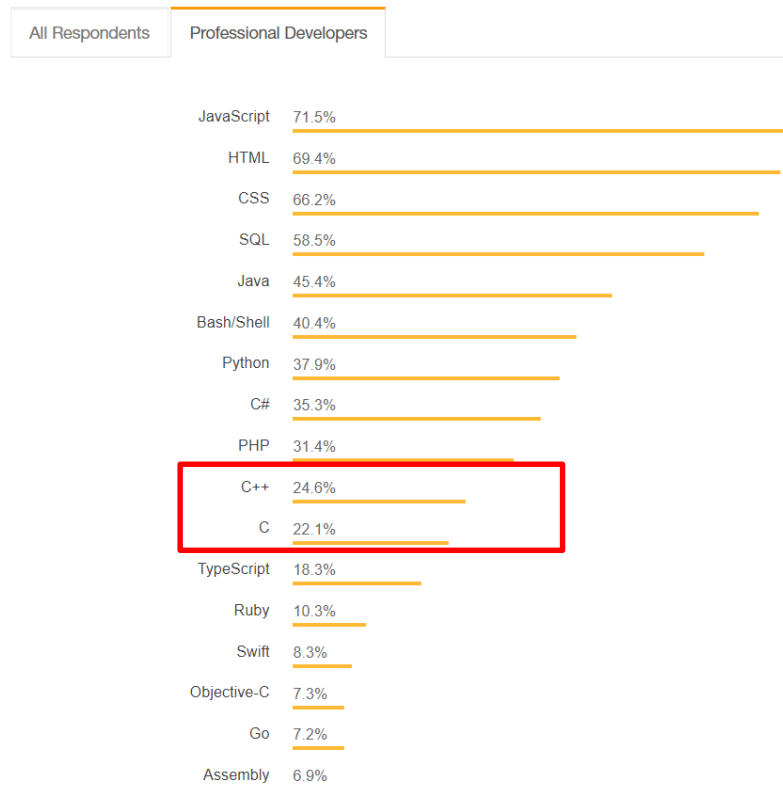 All Respondents Professional Developers
JavaScript 71.5%
HTML 69.4%
CSS 66.2%
SQL 58.5%
Java 45.4%
Bash/Shell 40.4%
Python 37.9%
C# 35.3%
PHP 31.4%
C++ 24.6%
C 22.1%
TypeScript 18.3%
Ruby 10.3%
Swift 8.3%
Objective-C 7.3%
Go 7.2%
Assembly 6.9%